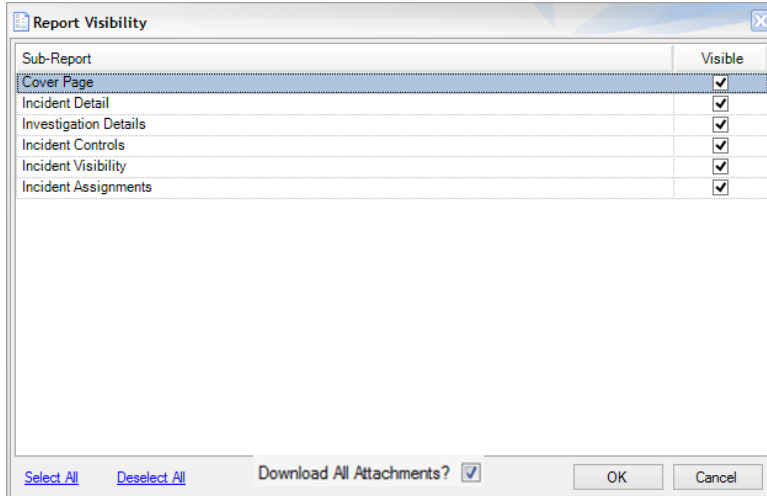 Report Visibility
Sub-Report Visible
Cover Page
Incident Detail
Investigation Details
Incident Controls
Incident Visibility
Incident Assignments
Select All Deselect All Download All Attachments? OK Cancel